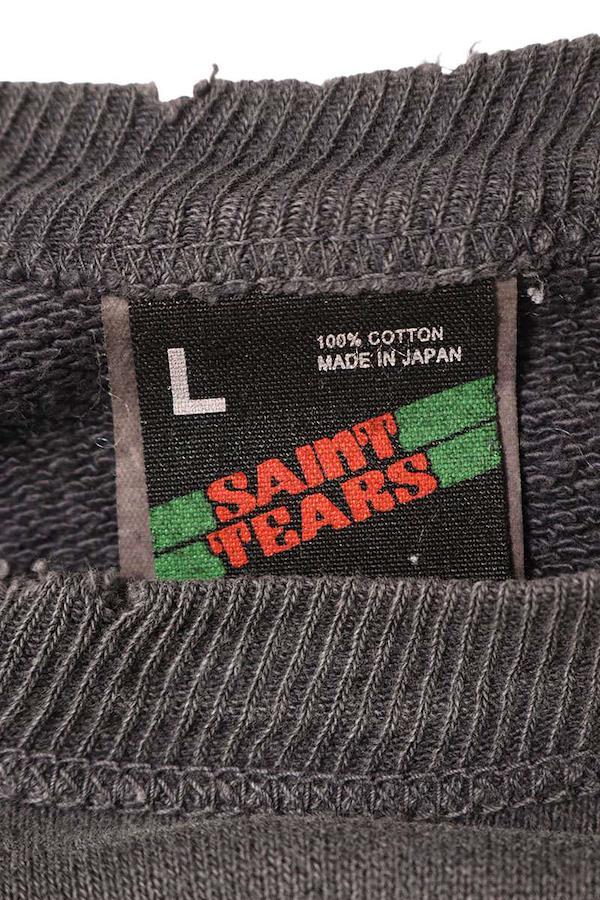 L
100% COTTON
MADE IN JAPAN
SAINT
TEARS